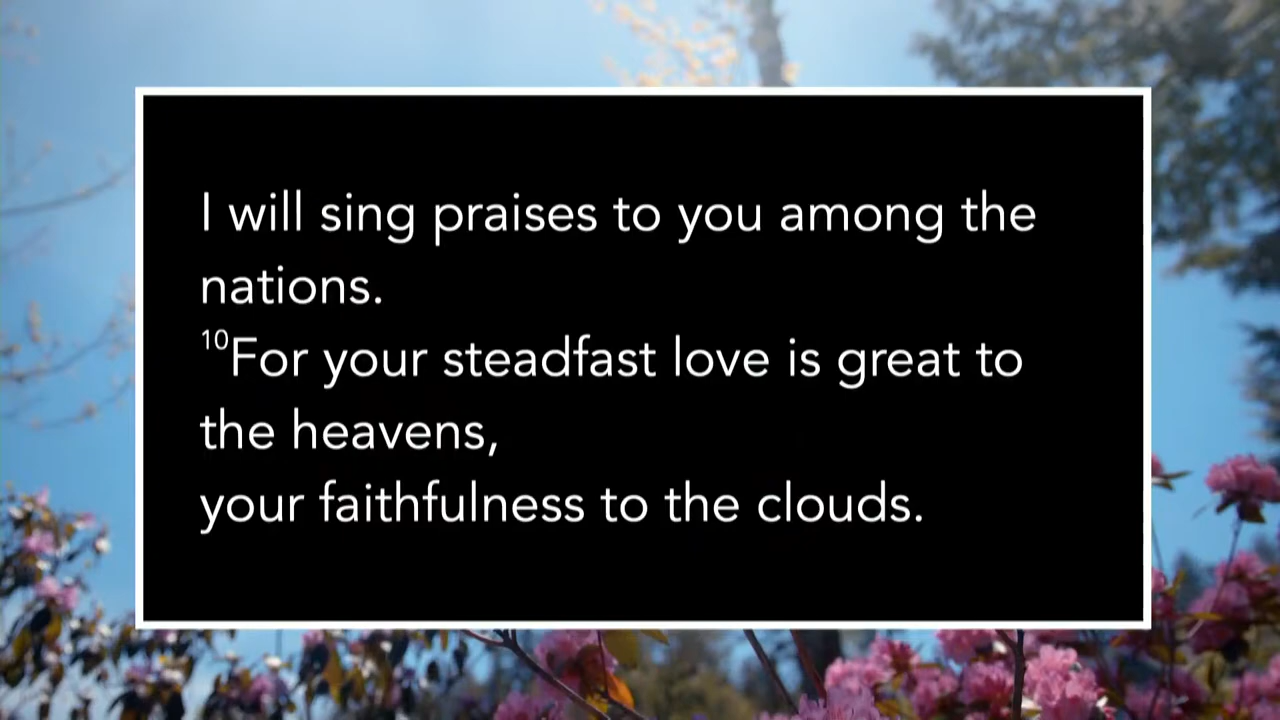 I will sing praises to you among the
nations.
¹⁰For your steadfast love is great to
the heavens,
your faithfulness to the clouds.